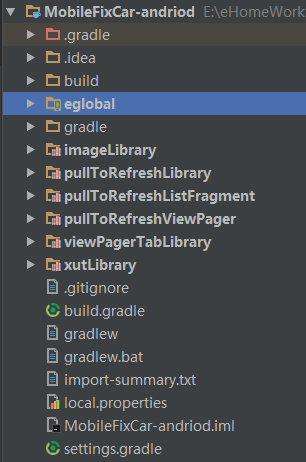 MobileFixCar-andriod E:\eHomeWork
.gradle
.idea
build
eglobal
gradle
imageLibrary
pullToRefreshLibrary
pullToRefreshListFragment
pullToRefreshViewPager
viewPagerTabLibrary
xutLibrary
.gitignore
build.gradle
gradlew
gradlew.bat
import-summary.txt
local.properties
MobileFixCar-andriod.iml
settings.gradle